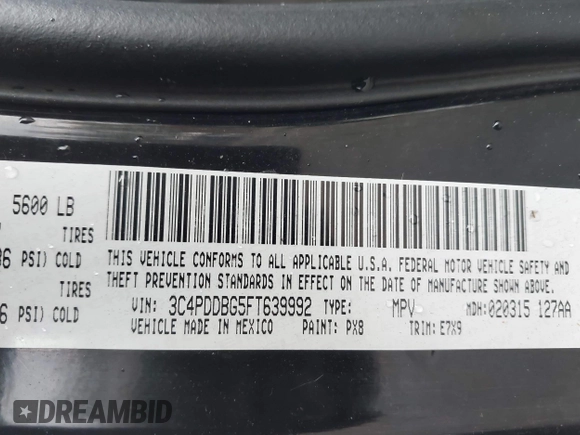 5600 LB
TIRES
PSI) COLD
TIRES
PSI) COLD
THIS VEHICLE CONFORMS TO ALL APPLICABLE U.S.A. FEDERAL MOTOR VEHICLE SAFETY AND
THEFT PREVENTION STANDARDS IN EFFECT ON THE DATE OF MANUFACTURE SHOWN ABOVE.
VIN: 3C4PDDBG5FT639992 TYPE: MPV MDH: 020315 127AA
VEHICLE MADE IN MEXICO PAINT: PX8 TRIM: E7X9
DREAMBID